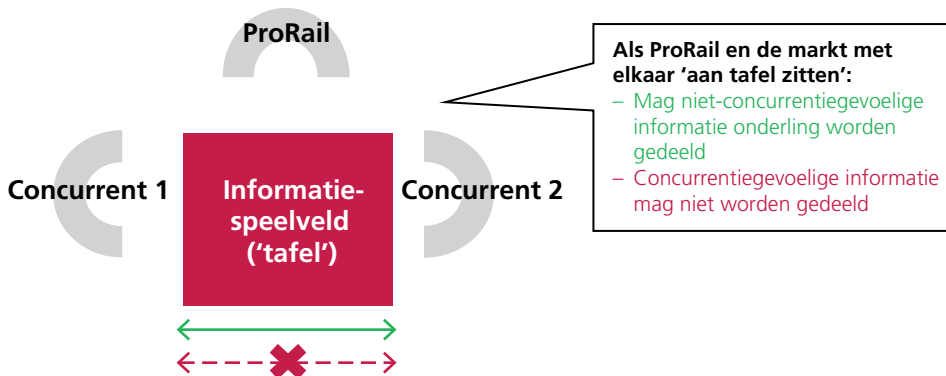 ProRail
Als ProRail en de markt met
elkaar ‘aan tafel zitten’:
– Mag niet-concurrentiegevoelige
informatie onderling worden
gedeeld
– Concurrentiegevoelige informatie
mag niet worden gedeeld
Concurrent 1
Informatie-
speelveld
(‘tafel’)
Concurrent 2